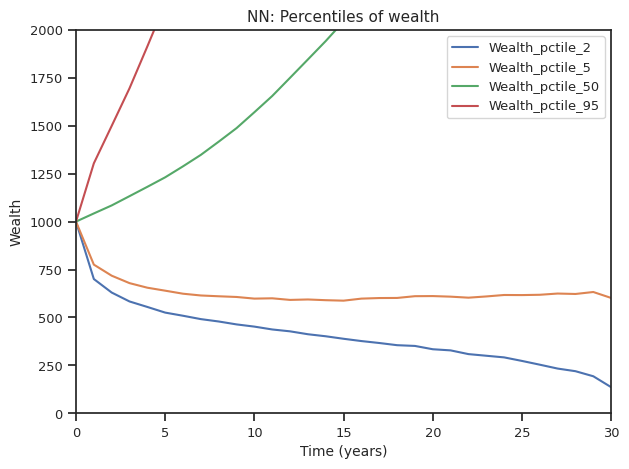 NN: Percentiles of wealth
2000
1750
1500
1250
1000
750
500
250
0
Wealth
Wealth_pctile_2
Wealth_pctile_5
Wealth_pctile_50
Wealth_pctile_95
0 5 10 15 20 25 30
Time (years)